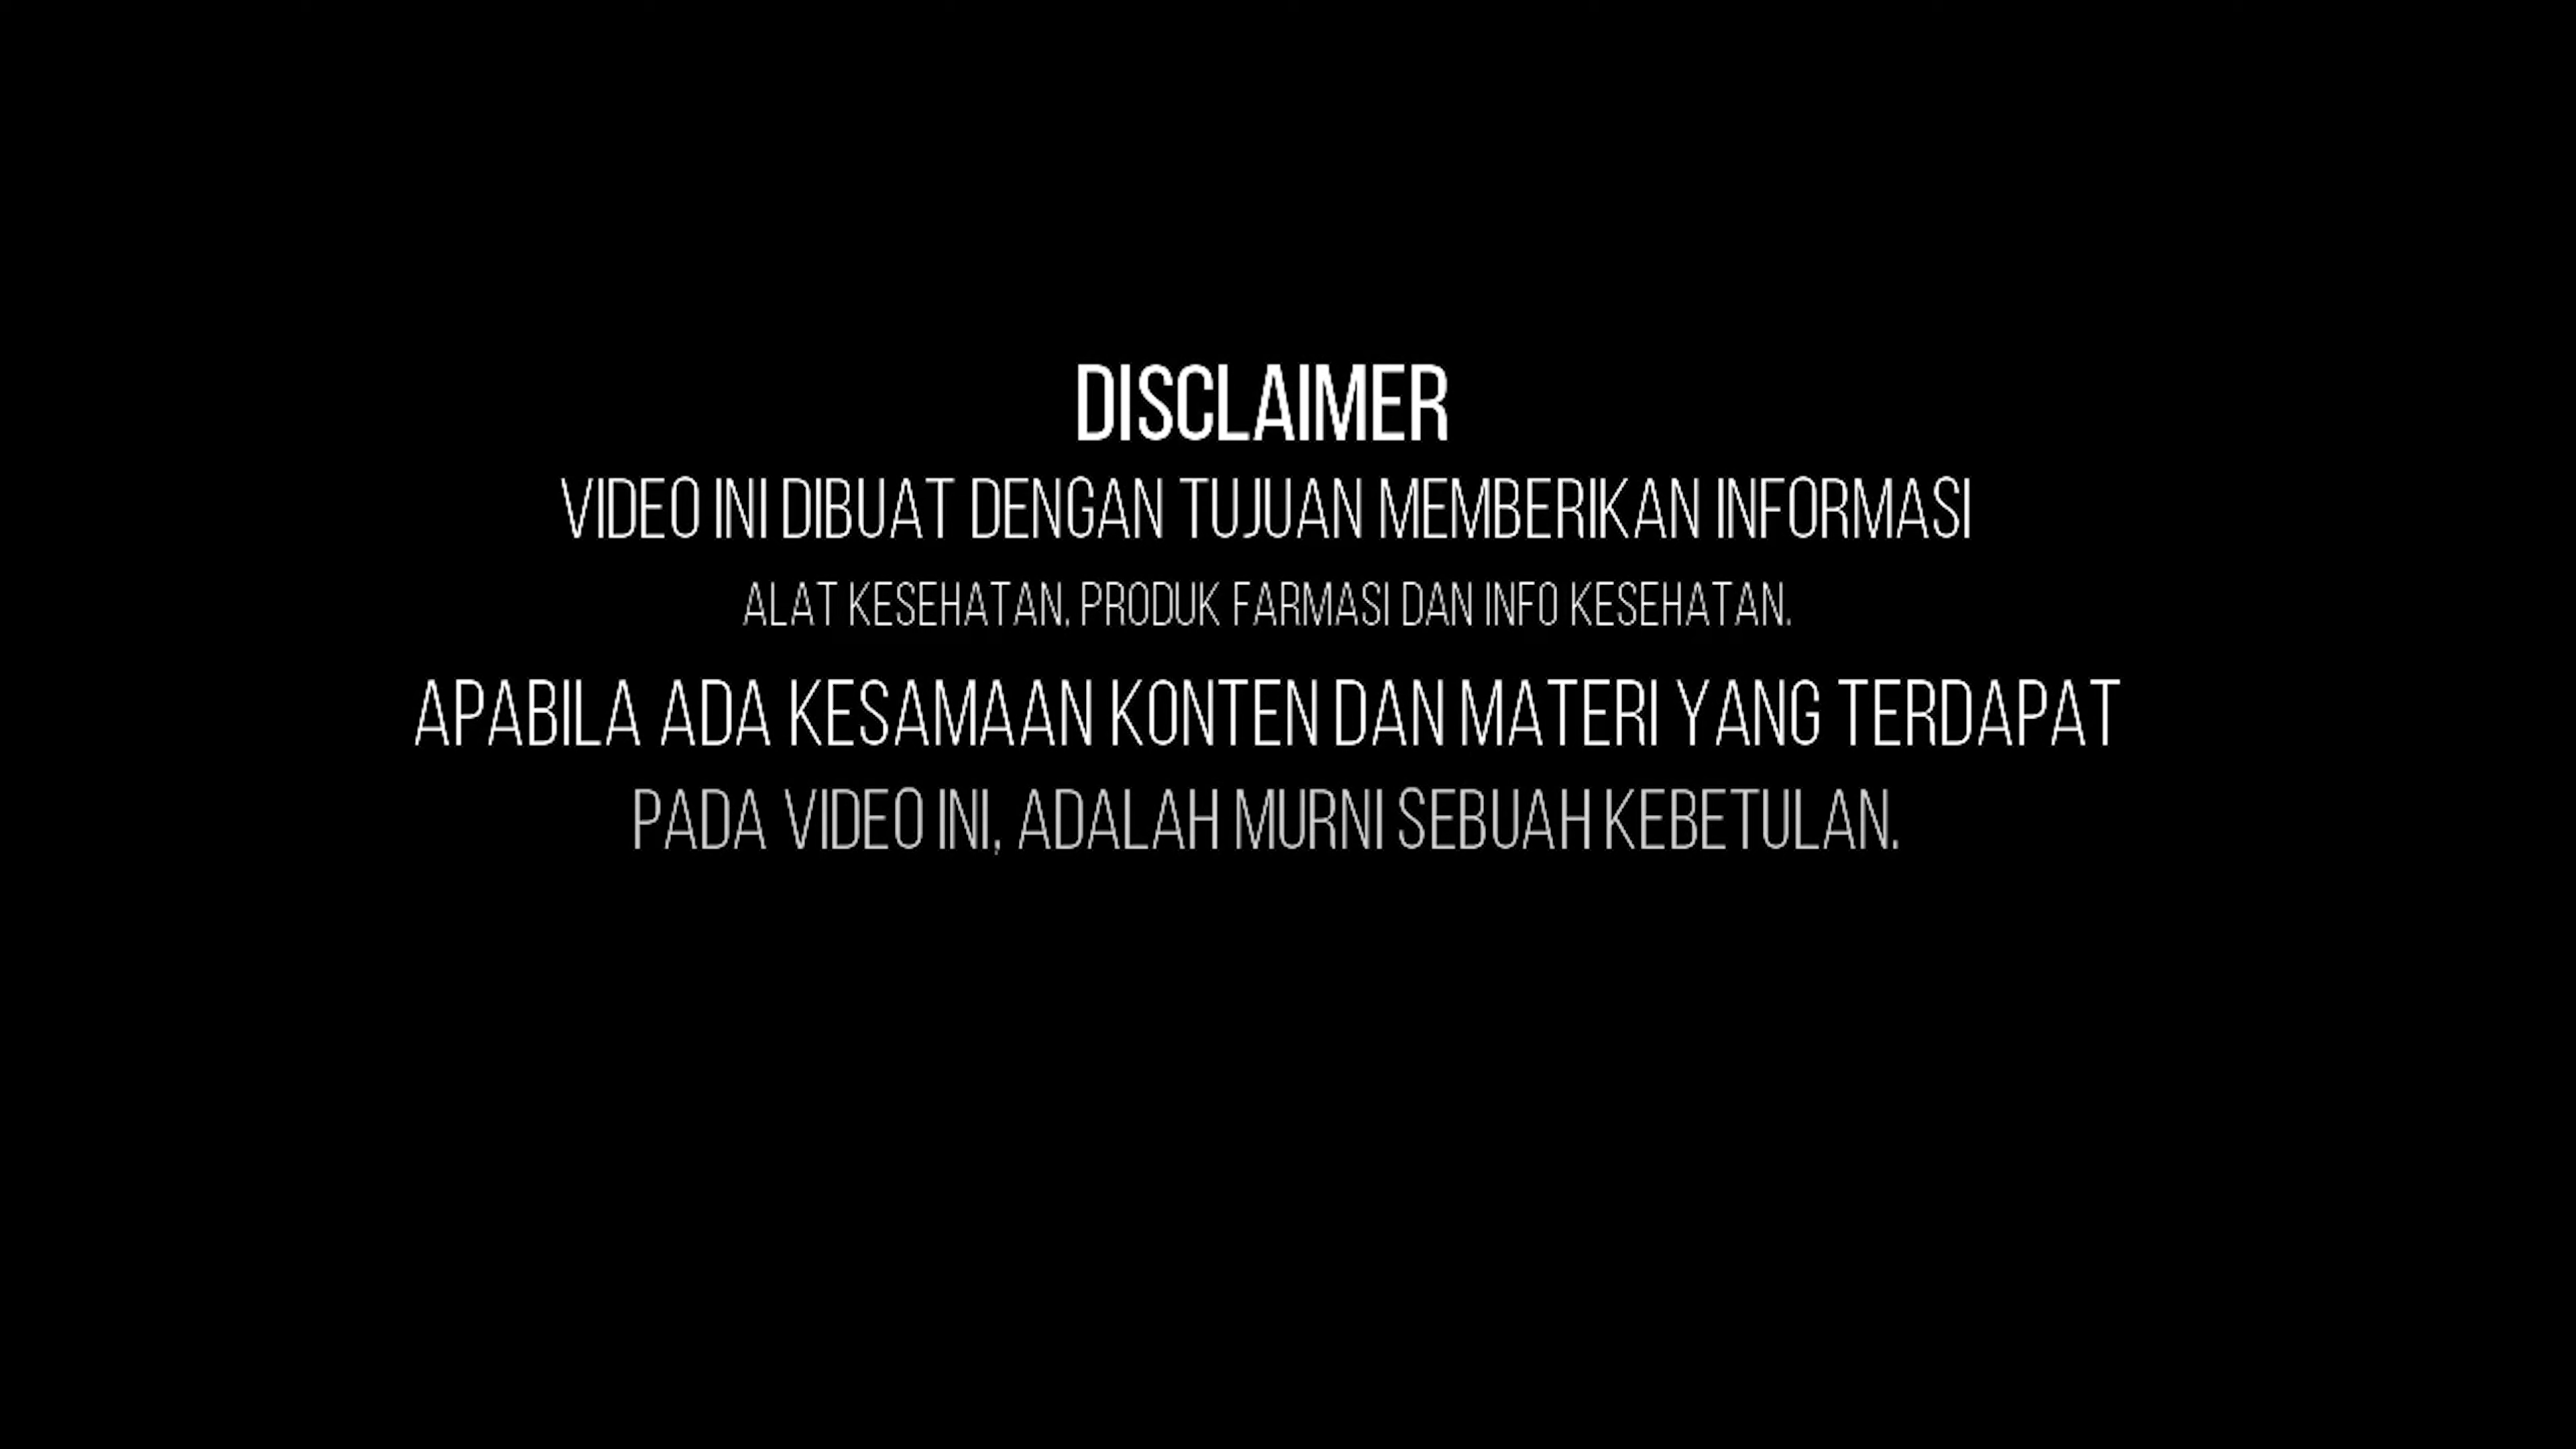 DISCLAIMER
VIDEO INI DIBUAT DENGAN TUJUAN MEMBERIKAN INFORMASI
ALAT KESEHATAN, PRODUK FARMASI DAN INFO KESEHATAN.
APABILA ADA KESAMAAN KONTEN DAN MATERI YANG TERDAPAT
PADA VIDEO INI, ADALAH MURNI SEBUAH KEBETULAN.